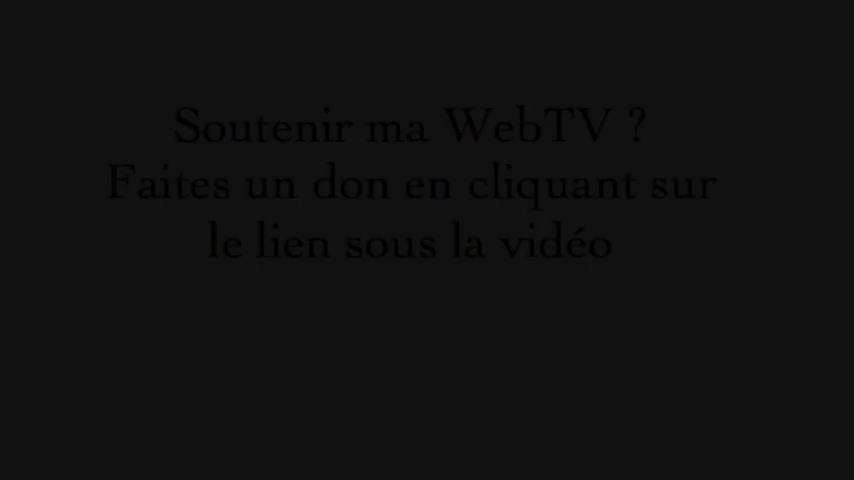 Soutenir ma WebTV ?
Faites un don en cliquant sur
le lien sous la vidéo